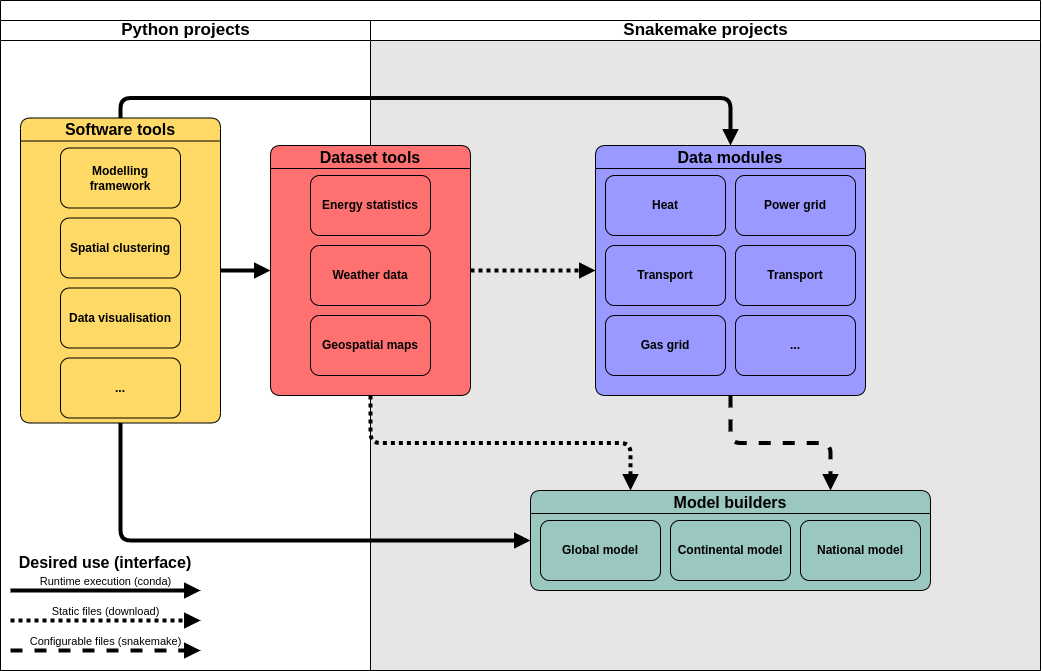 Python projects
Snakemake projects
Software tools
Modelling
framework
Spatial clustering
Data visualisation
...
Dataset tools
Energy statistics
Weather data
Geospatial maps
Data modules
Heat
Power grid
Transport
Transport
Gas grid
...
Model builders
Global model
Continental model
National model
Desired use (interface)
Runtime execution (conda)
Static files (download)
Configurable files (snakemake)